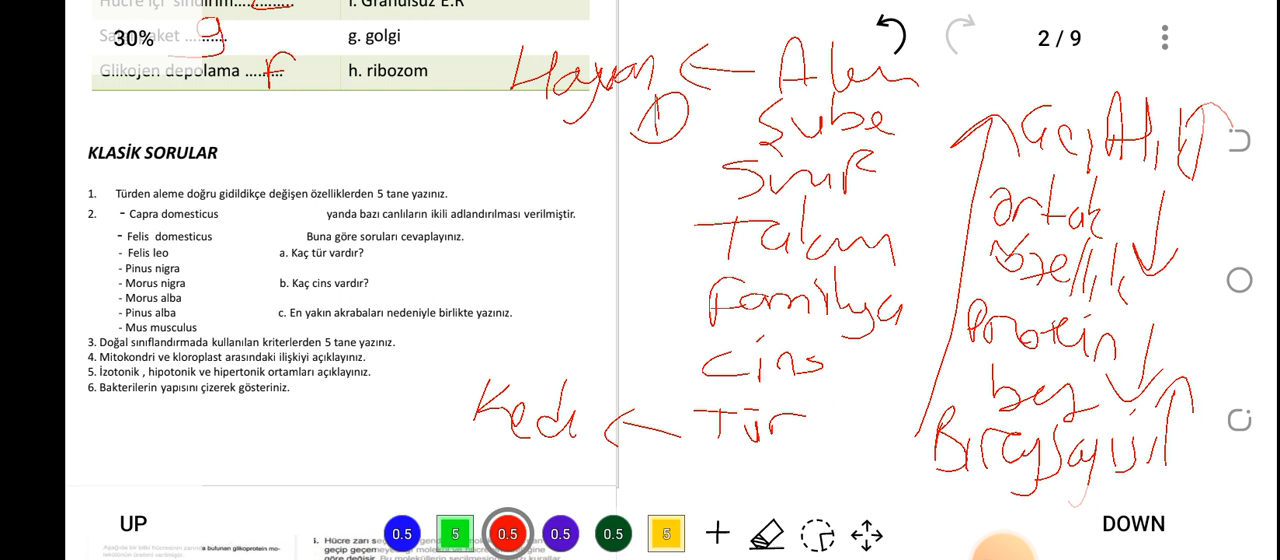 Hücre içi sindirim.............. f. Granülsüz E.R
30%
Salgı paket ......... g g. golgi
Glikojen depolama ......... f h. ribozom
2 / 9
Hayvan ← Alem
Şube
Sınıf
Takım
Familya
Cins
Kedi ← Tür
ortak
özellik
Protein
benz
Birey sayısı
KLASİK SORULAR
1. Türden aleme doğru gidildikçe değişen özelliklerden 5 tane yazınız.
2. - Capra domesticus yanda bazı canlıların ikili adlandırılması verilmiştir.
- Felis domesticus Buna göre soruları cevaplayınız.
- Felis leo a. Kaç tür vardır?
- Pinus nigra
- Morus nigra b. Kaç cins vardır?
- Morus alba
- Pinus alba c. En yakın akrabaları nedeniyle birlikte yazınız.
- Mus musculus
3. Doğal sınıflandırmada kullanılan kriterlerden 5 tane yazınız.
4. Mitokondri ve kloroplast arasındaki ilişkiyi açıklayınız.
5. İzotonik , hipotonik ve hipertonik ortamları açıklayınız.
6. Bakterilerin yapısını çizerek gösteriniz.
UP
0.5 5 0.5 0.5 0.5 5
DOWN